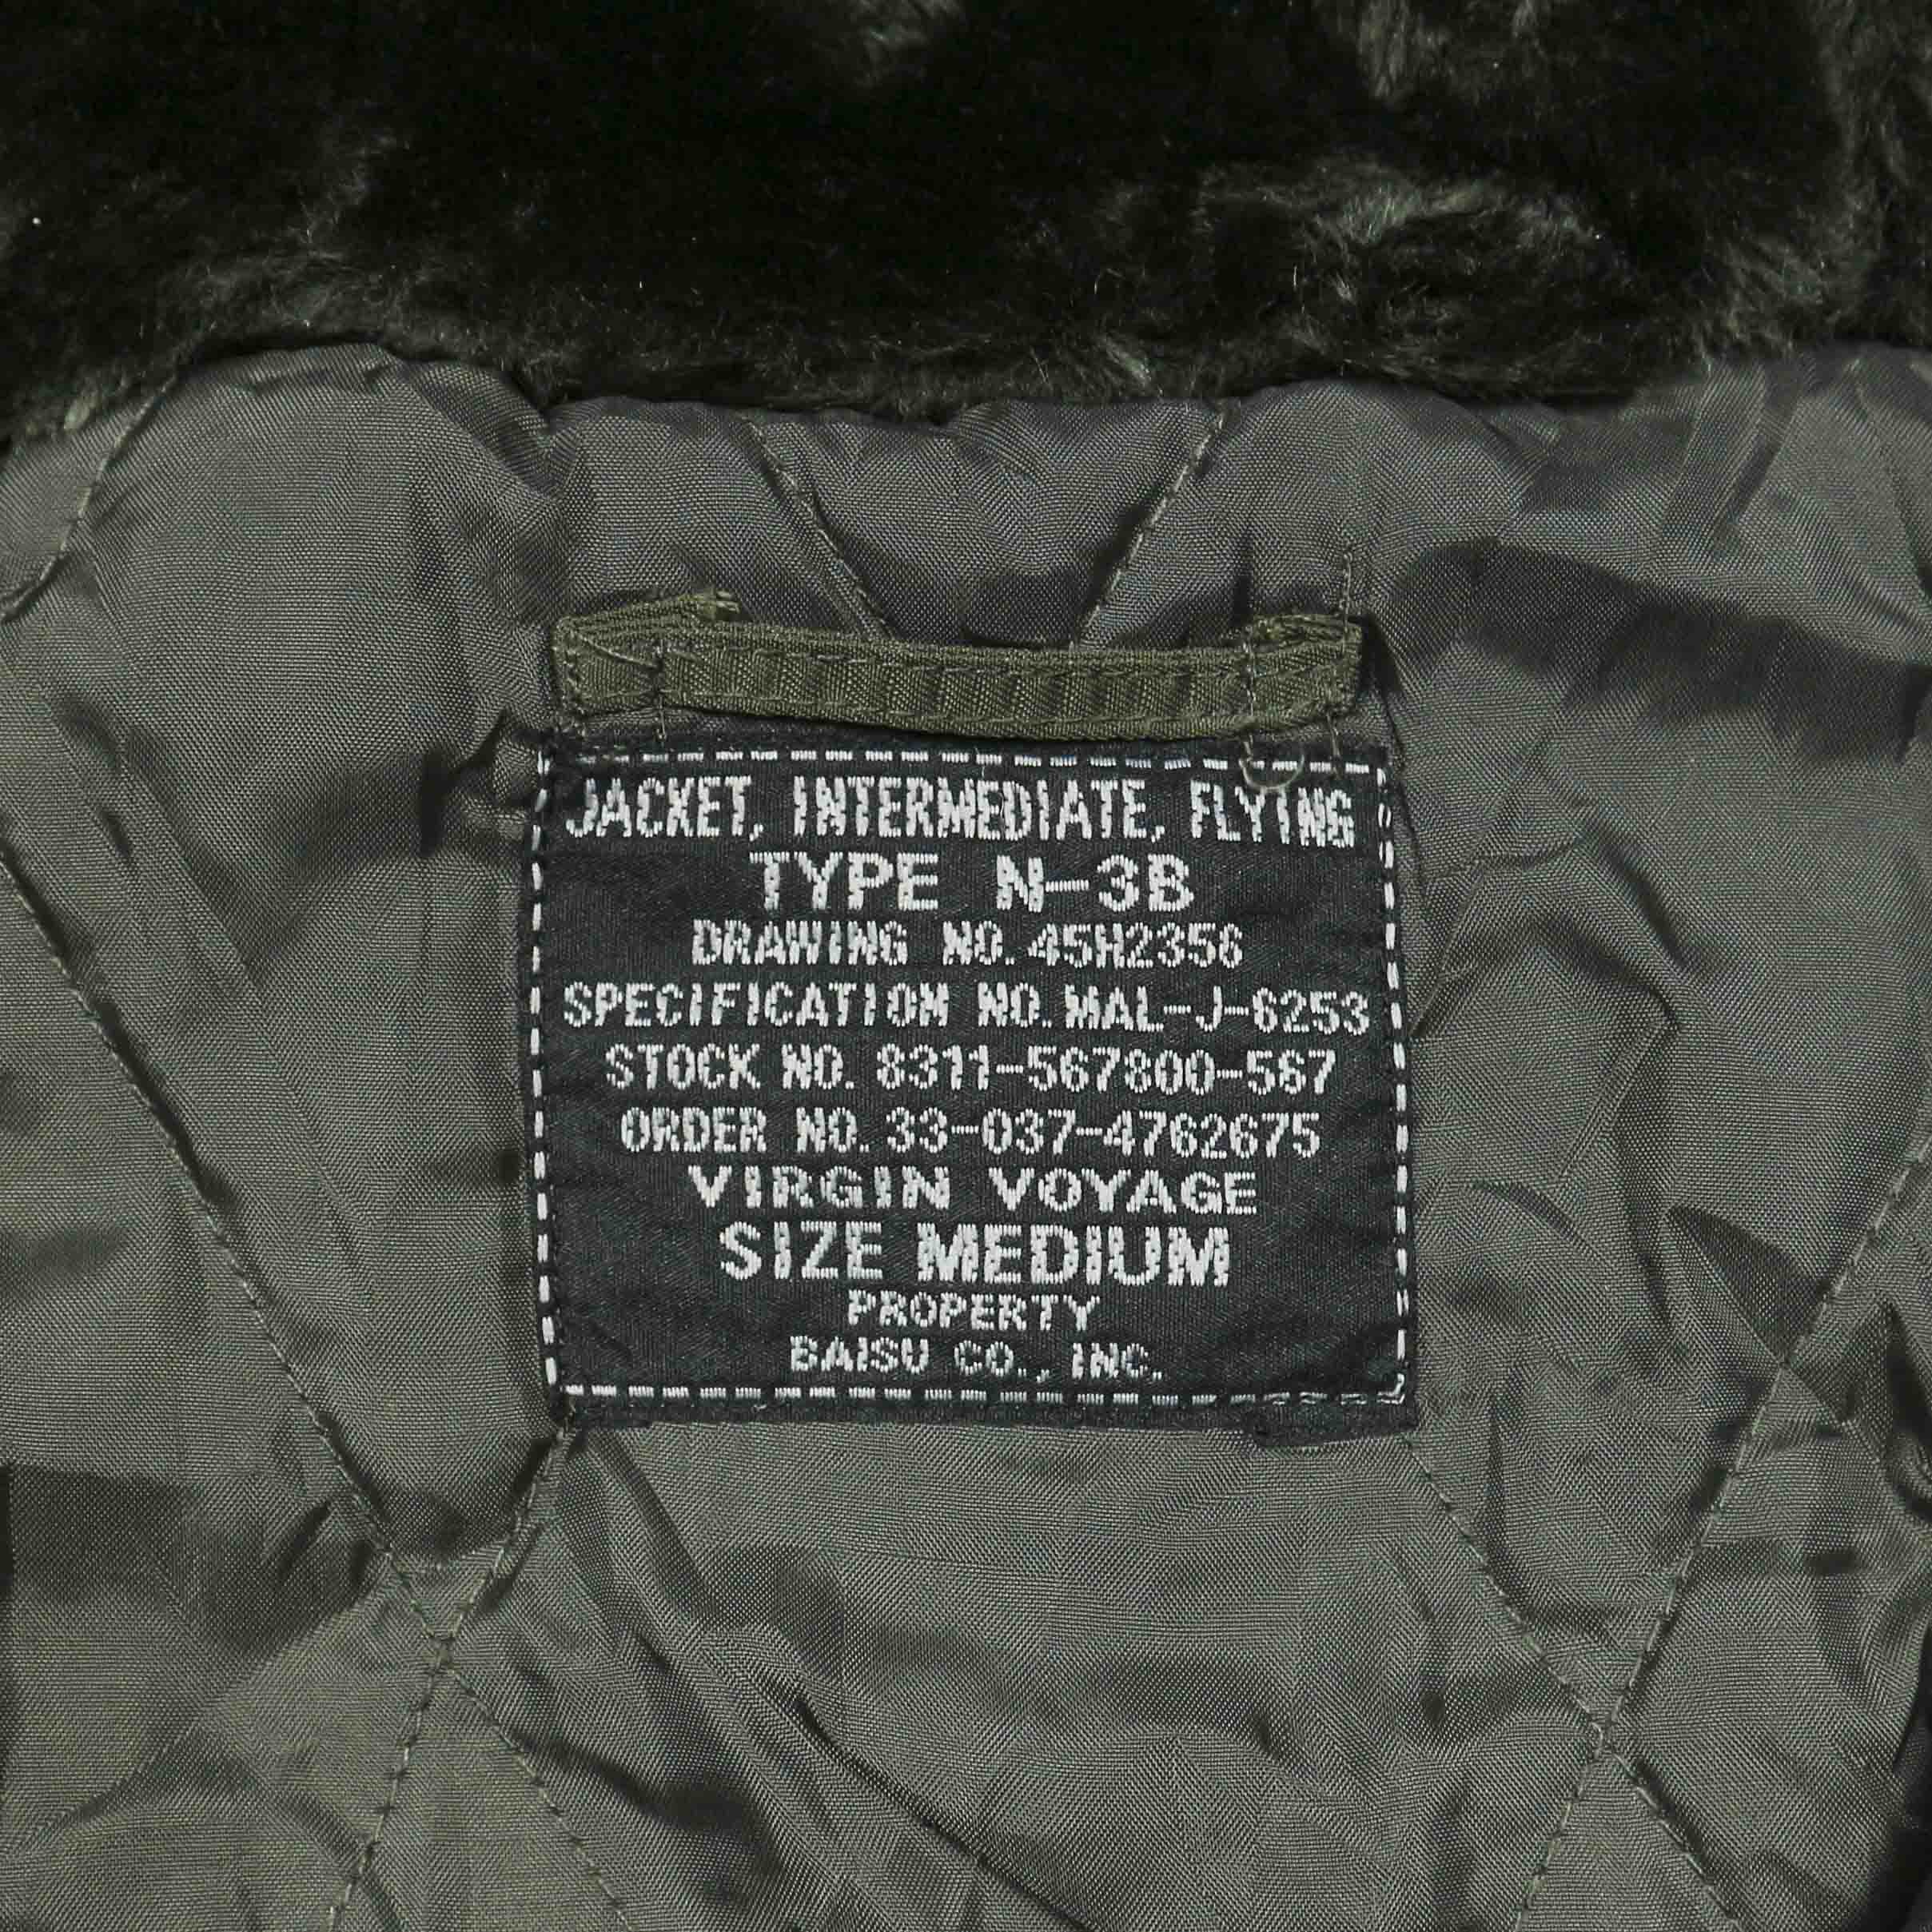 JACKET, INTERMEDIATE, FLYING
TYPE N-3B
DRAWING NO. 45H2356
SPECIFICATION NO. MAL-J-6253
STOCK NO. 8311-567800-567
ORDER NO. 33-037-4762675
VIRGIN VOYAGE
SIZE MEDIUM
PROPERTY
BAISU CO., INC.